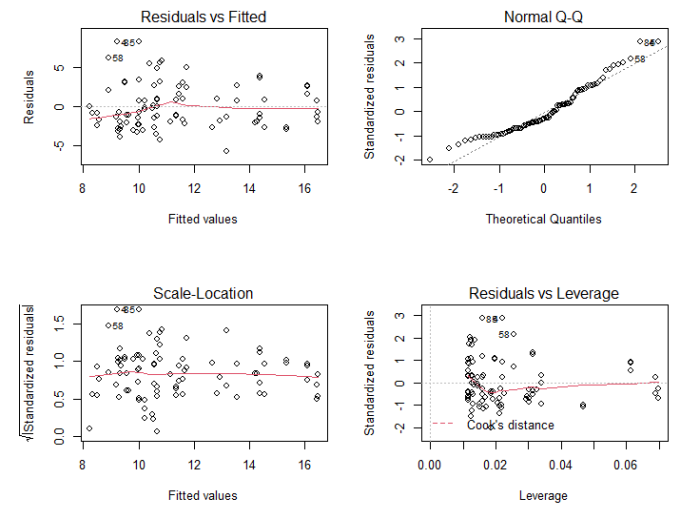 Residuals vs Fitted
Residuals
5
0
-5
58
8 10 12 14 16
Fitted values
Normal Q-Q
Standardized residuals
3
2
1
0
-1
-2
58
-2 -1 0 1 2
Theoretical Quantiles
Scale-Location
√|Standardized residuals|
1.5
1.0
0.5
0.0
58
8 10 12 14 16
Fitted values
Residuals vs Leverage
Standardized residuals
3
2
1
0
-1
-2
58
Cook's distance
0.00 0.02 0.04 0.06
Leverage